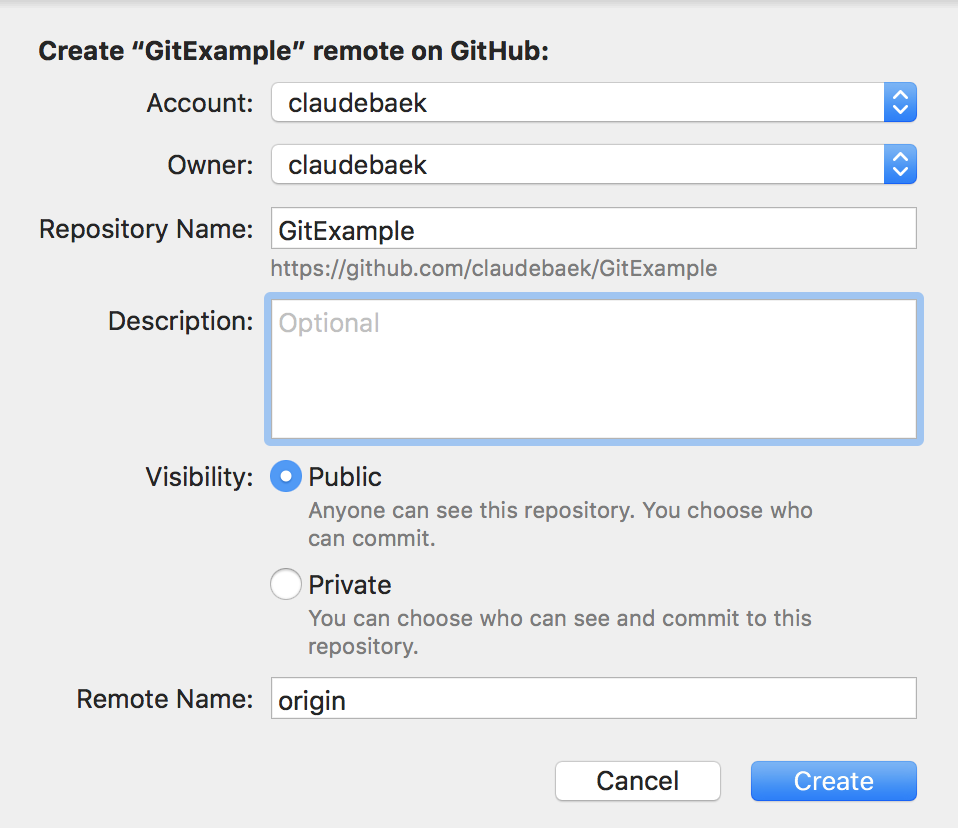 Create “GitExample” remote on GitHub:
Account: claudebaek
Owner: claudebaek
Repository Name: GitExample
https://github.com/claudebaek/GitExample
Description: Optional
Visibility: Public
Anyone can see this repository. You choose who
can commit.
Private
You can choose who can see and commit to this
repository.
Remote Name: origin
Cancel Create